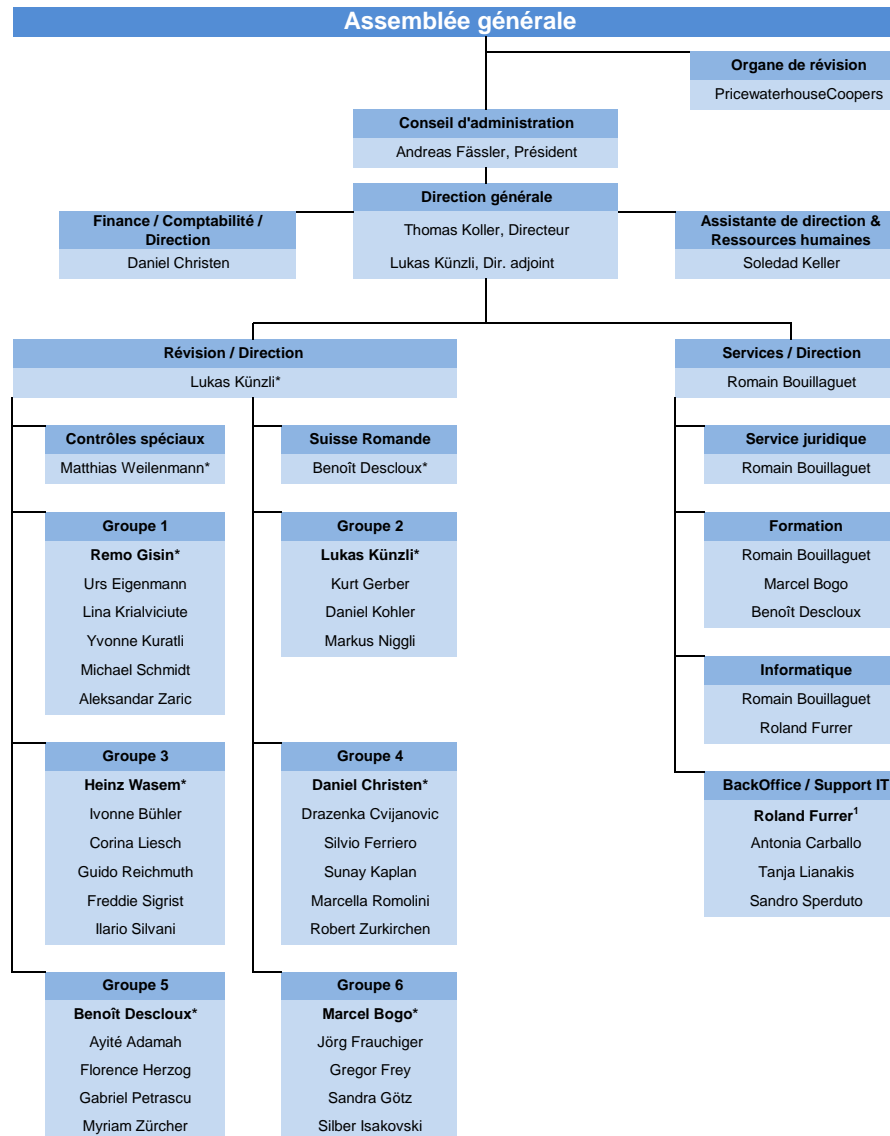 Assemblée générale
Organe de révision
PricewaterhouseCoopers
Conseil d'administration
Andreas Fässler, Président
Direction générale
Thomas Koller, Directeur
Lukas Künzli, Dir. adjoint
Finance / Comptabilité /
Direction
Daniel Christen
Assistante de direction &
Ressources humaines
Soledad Keller
Révision / Direction
Lukas Künzli*
Services / Direction
Romain Bouillaguet
Contrôles spéciaux
Matthias Weilenmann*
Suisse Romande
Benoît Descloux*
Service juridique
Romain Bouillaguet
Groupe 1
Remo Gisin*
Urs Eigenmann
Lina Krialviciute
Yvonne Kuratli
Michael Schmidt
Aleksandar Zaric
Groupe 2
Lukas Künzli*
Kurt Gerber
Daniel Kohler
Markus Niggli
Formation
Romain Bouillaguet
Marcel Bogo
Benoît Descloux
Informatique
Romain Bouillaguet
Roland Furrer
Groupe 3
Heinz Wasem*
Ivonne Bühler
Corina Liesch
Guido Reichmuth
Freddie Sigrist
Ilario Silvani
Groupe 4
Daniel Christen*
Drazenka Cvijanovic
Silvio Ferriero
Sunay Kaplan
Marcella Romolini
Robert Zurkirchen
BackOffice / Support IT
Roland Furrer¹
Antonia Carballo
Tanja Lianakis
Sandro Sperduto
Groupe 5
Benoît Descloux*
Ayité Adamah
Florence Herzog
Gabriel Petrascu
Myriam Zürcher
Groupe 6
Marcel Bogo*
Jörg Frauchiger
Gregor Frey
Sandra Götz
Silber Isakovski